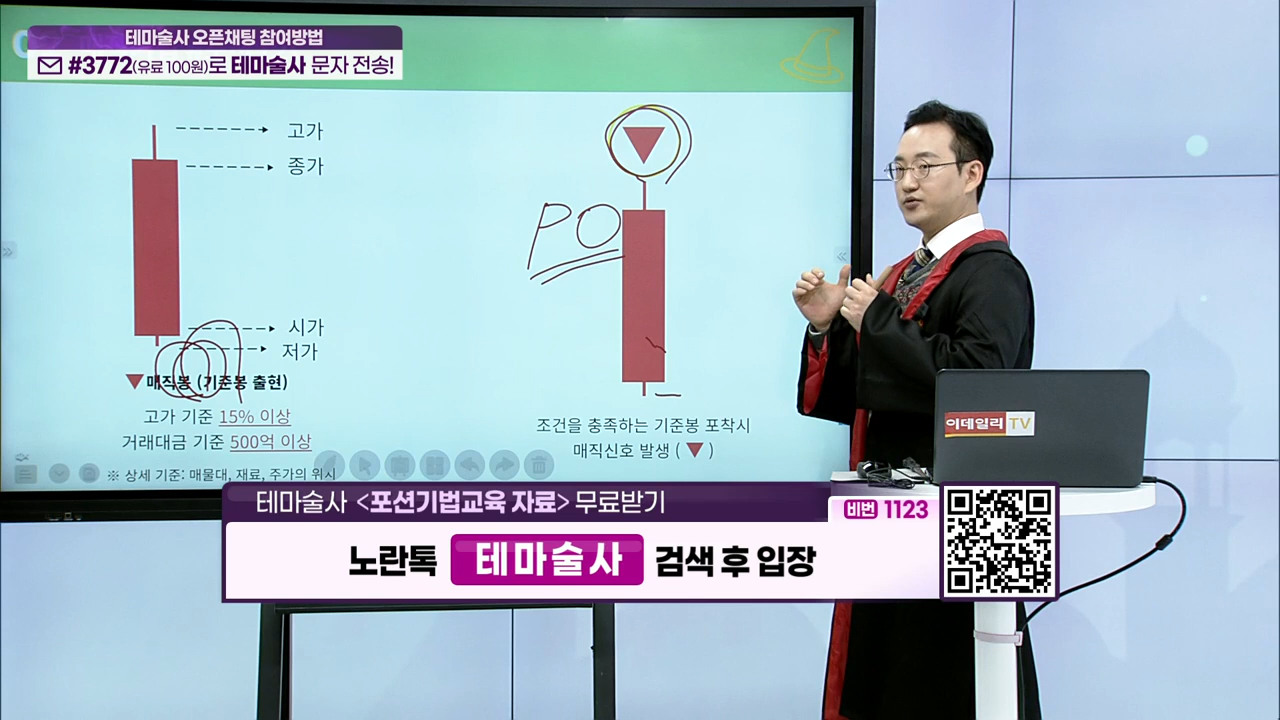 테마술사 오픈채팅 참여방법
#3772(유료 100원)로 테마술사 문자 전송!
고가
종가
시가
저가
▼매직봉 (기준봉 출현)
고가 기준 15% 이상
거래대금 기준 500억 이상
※ 상세 기준: 매물대, 재료, 주가의 위시
PO
조건을 충족하는 기준봉 포착시
매직신호 발생 ( ▼ )
이데일리 TV
테마술사 <포션기법교육 자료> 무료받기
비번 1123
노란톡 테마술사 검색 후 입장